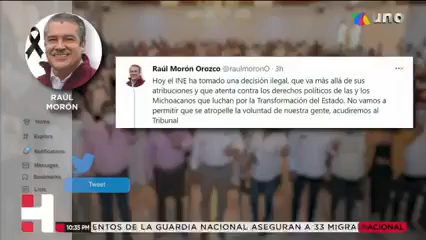 uno
RAÚL
MORÓN
Raúl Morón Orozco @raulmoronO · 3h
Hoy el INE ha tomado una decisión ilegal, que va más allá de sus
atribuciones y que atenta contra los derechos políticos de las y los
Michoacanos que luchan por la Transformación del Estado. No vamos a
permitir que se atropelle la voluntad de nuestra gente, acudiremos al
Tribunal
Home
Explore
Notifications
Messages
Bookmarks
Lists
Tweet
H
10:35 PM ENTOS DE LA GUARDIA NACIONAL ASEGURAN A 33 MIGRA NACIONAL